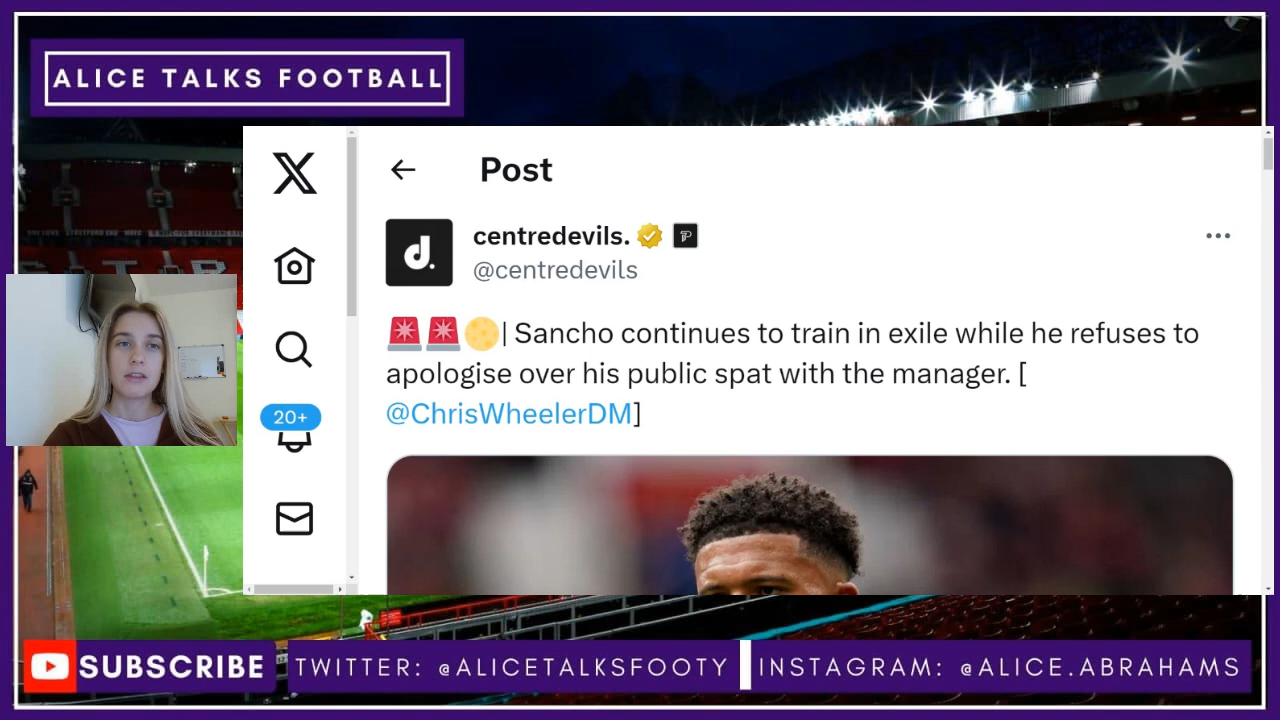 ALICE TALKS FOOTBALL
Post
centredevils.
@centredevils
| Sancho continues to train in exile while he refuses to
apologise over his public spat with the manager. [
@ChrisWheelerDM]
20+
d.
SUBSCRIBE
TWITTER: @ALICETALKSFOOTY
INSTAGRAM: @ALICE.ABRAHAMS